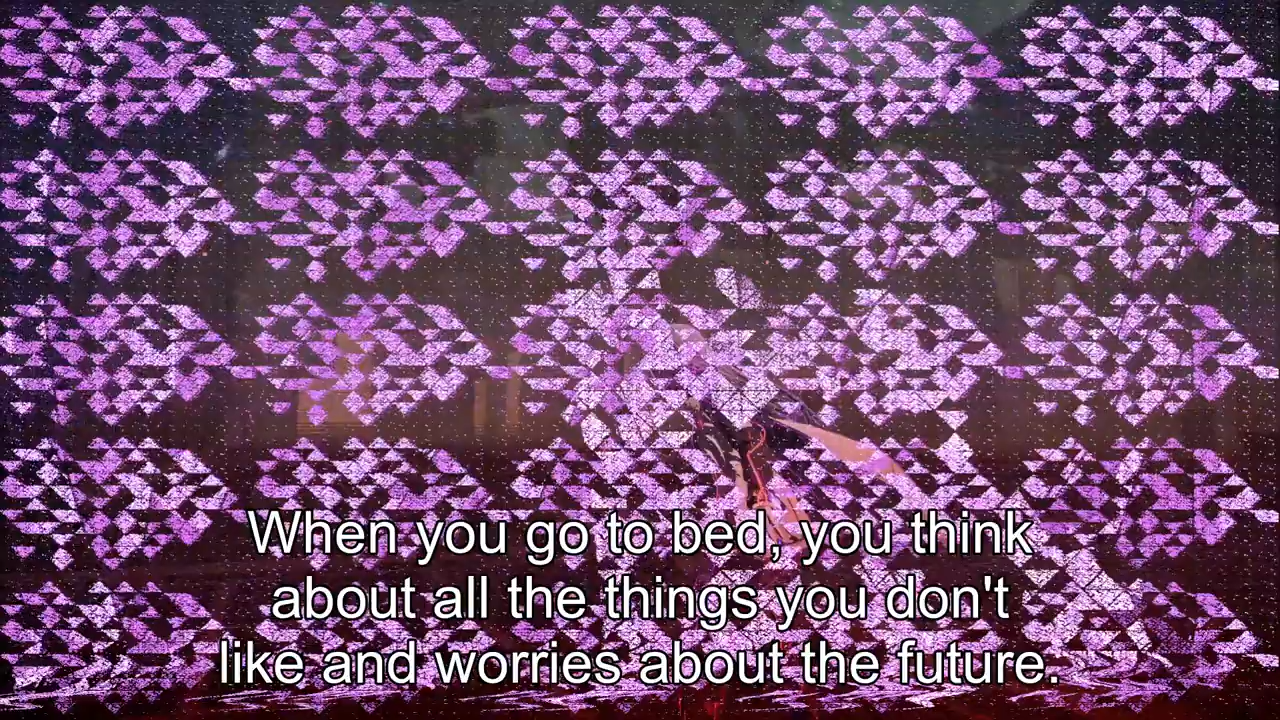 When you go to bed, you think
about all the things you don't
like and worries about the future.